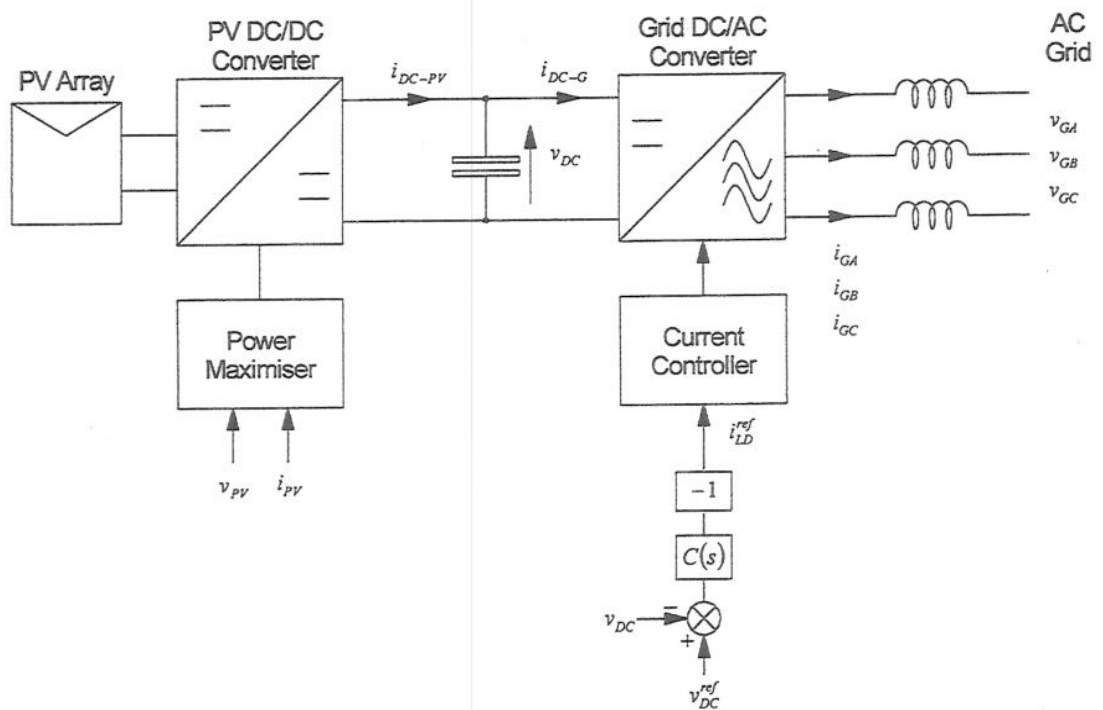 PV Array
PV DC/DC
Converter
i_{DC-PV}
i_{DC-G}
Grid DC/AC
Converter
AC
Grid
v_{DC}
v_{GA}
v_{GB}
v_{GC}
i_{GA}
i_{GB}
i_{GC}
Power
Maximiser
v_{PV}
i_{PV}
Current
Controller
i_{LD}^{ref}
-1
C(s)
v_{DC}
−
+
v_{DC}^{ref}